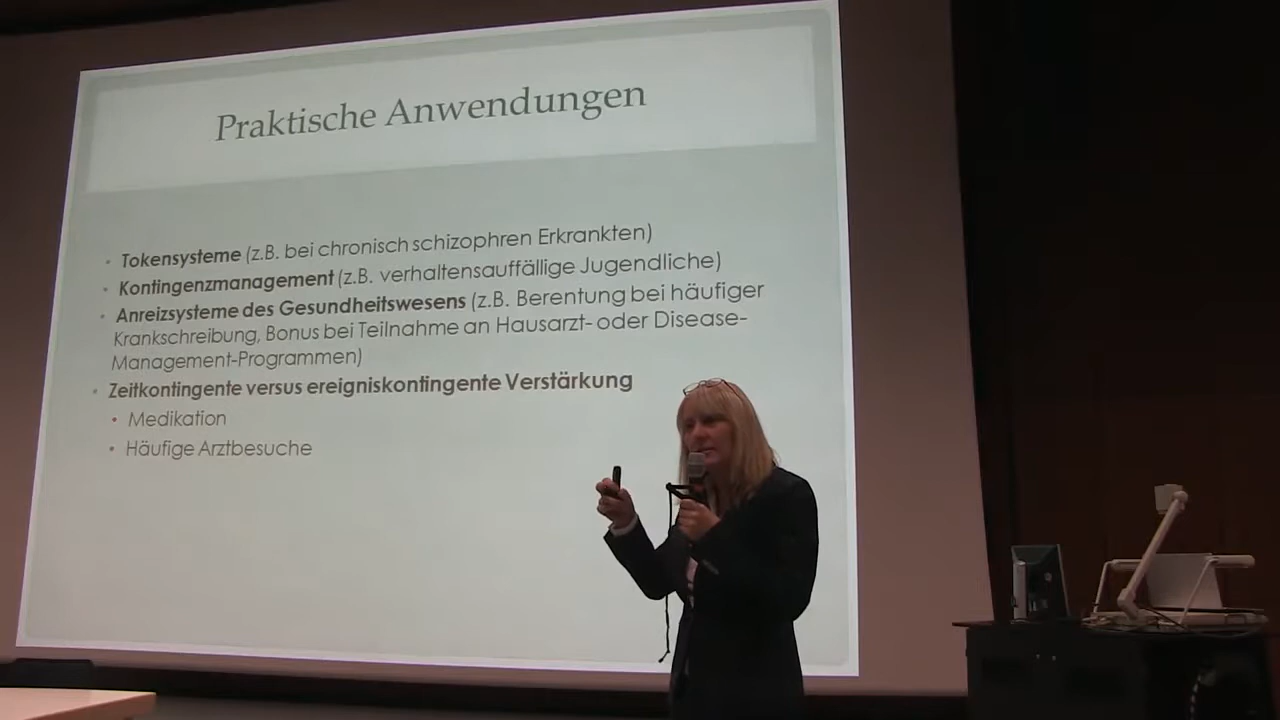 Praktische Anwendungen
• Tokensysteme (z.B. bei chronisch schizophren Erkrankten)
• Kontingenzmanagement (z.B. verhaltensauffällige Jugendliche)
• Anreizsysteme des Gesundheitswesens (z.B. Berentung bei häufiger
Krankschreibung, Bonus bei Teilnahme an Hausarzt- oder Disease-
Management-Programmen)
• Zeitkontingente versus ereigniskontingente Verstärkung
• Medikation
• Häufige Arztbesuche